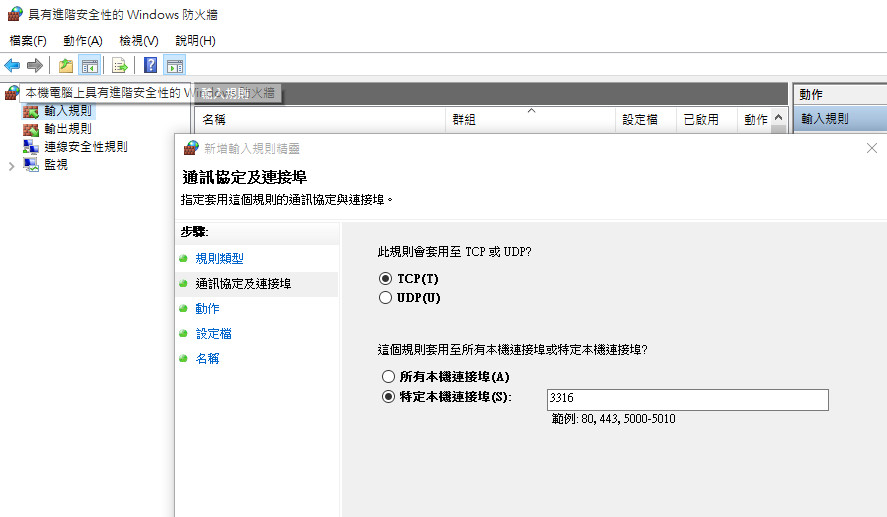 具有進階安全性的 Windows 防火牆
檔案(F) 動作(A) 檢視(V) 說明(H)
本機電腦上具有進階安全性的 Windows 防火牆
輸入規則
動作
輸入規則
名稱 群組 設定檔 已啟用 動作
輸入規則
輸出規則
連線安全性規則
監視
新增輸入規則精靈
通訊協定及連接埠
指定套用這個規則的通訊協定與連接埠。
步驟:
規則類型
通訊協定及連接埠
動作
設定檔
名稱
此規則會套用至 TCP 或 UDP?
TCP(T)
UDP(U)
這個規則套用至所有本機連接埠或特定本機連接埠?
所有本機連接埠(A)
特定本機連接埠(S):
3316
範例: 80, 443, 5000-5010